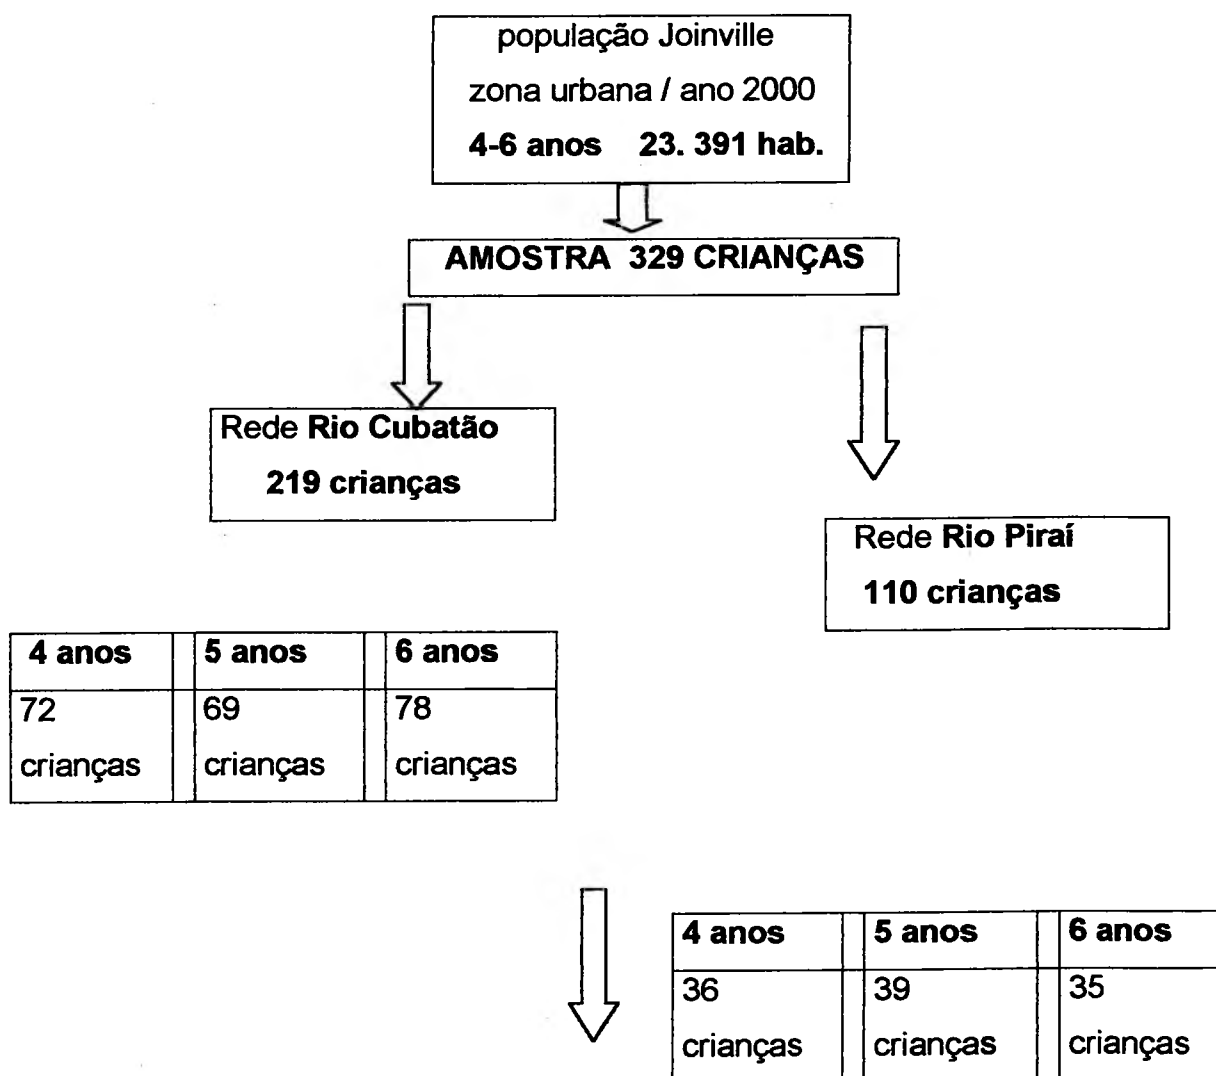 população Joinville
zona urbana / ano 2000
4-6 anos 23. 391 hab.
AMOSTRA 329 CRIANÇAS
Rede Rio Cubatão
219 crianças
Rede Rio Piraí
110 crianças
4 anos 5 anos 6 anos
72 69 78
crianças crianças crianças
4 anos 5 anos 6 anos
36 39 35
crianças crianças crianças